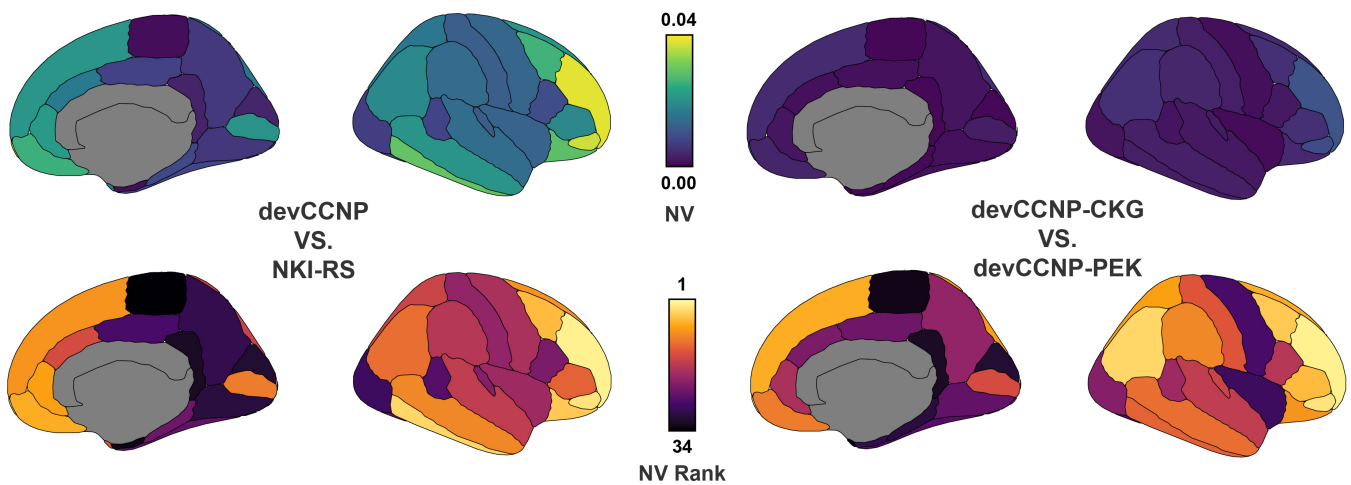 0.04
0.00
NV
devCCNP
VS.
NKI-RS
devCCNP-CKG
VS.
devCCNP-PEK
1
34
NV Rank